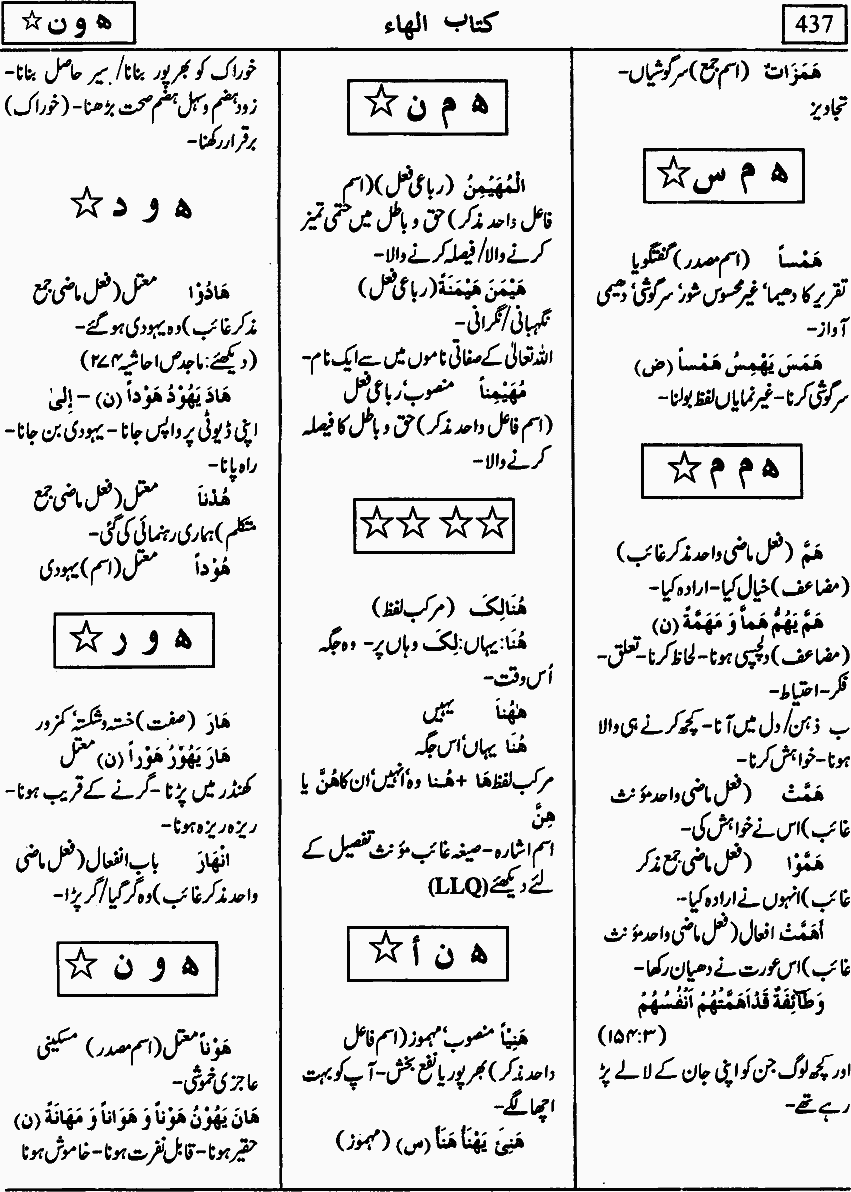 437
کتاب الهاء
ھ و ن ☆
ھَمَزَاتٌ (اسم جمع) سرگوشیاں-
تجاویز
ھ م س ☆
ھَمْساً (اسم مصدر) گفتگو یا
تقریر کا دھیما‘ غیر محسوس شور‘ سرگوشی‘ دھیمی
آواز-
ھَمَسَ یَھْمِسُ ھَمْساً (ض)
سرگوشی کرنا- غیر نمایاں لفظ بولنا-
ھ م م ☆
ھَمَّ (فعل ماضی واحد مذکر غائب)
(مضاعف) خیال کیا- ارادہ کیا-
ھَمَّ یَھُمُّ ھَماًّ وَ مَھَمَّةً (ن)
(مضاعف) دلچسپی ہونا- لحاظ کرنا- تعلق-
فکر- احتیاط-
ب ذہن/ دل میں آنا- کچھ کرنے ہی والا
ہونا- خواہش کرنا-
ھَمَّتْ (فعل ماضی واحد مؤنث
غائب) اس نے خواہش کی-
ھَمُّوْا (فعل ماضی جمع مذکر
غائب) انہوں نے ارادہ کیا-
أَھَمَّتْ افعال (فعل ماضی واحد مؤنث
غائب) اس عورت نے دھیان رکھا-
وَطَآئِفَةٌ قَدْاَھَمَّتْھُمْ اَنْفُسُھُمْ
(۱۵۴:۳)
اور کچھ لوگ جن کو اپنی جان کے لالے پڑ
رہے تھے-
ھ م ن ☆
الْمُھَیْمِنُ (رباعی فعل) (اسم
فاعل واحد مذکر) حق و باطل میں حتمی تمیز
کرنے والا/ فیصلہ کرنے والا-
ھَیْمَنَ ھَیْمَنَةً (رباعی فعل)
نگہبانی/ نگرانی-
اللہ تعالیٰ کے صفاتی ناموں میں سے ایک نام-
مُھَیْمِناً منصوب‘ رباعی فعل
(اسم فاعل واحد مذکر) حق و باطل کا فیصلہ
کرنے والا-
☆ ☆ ☆ ☆
ھُنَالِکَ (مرکب لفظ)
ھُنَا: یہاں: لِکَ وہاں پر- وہ جگہ
اُس وقت-
ھٰھُناَ یہیں
ھُنَا یہاں‘ اس جگہ
مرکب لفظ ھَا + ھُنا وہ‘ انہیں‘ ان کا ھُنَّ یا
ھِنَّ
اسم اشارہ- صیغہ غائب مؤنث تفصیل کے
لئے دیکھئے (LLQ)
ھ ن أ ☆
ھَنِیْأً منصوب‘ مہموز (اسم فاعل
واحد مذکر) بھرپور یا نفع بخش- آپ کو بہت
اچھا لگے-
ھَنِیَٔ یَھْنَأُ ھَنَأً (س) (مہموز)
خوراک کو بھرپور بنانا/ سیر حاصل بنانا-
زود ہضم و سہل ہضم صحت بڑھنا- (خوراک)
برقرار رکھنا-
ھ و د ☆
ھَادُوْا معتل (فعل ماضی جمع
مذکر غائب) وہ یہودی ہو گئے-
(دیکھئے: ماجد ص ا حاشیہ ۲۷۴)
ھَادَ یَھُوْدُ ھَوْداً (ن) – اِلیٰ
اپنی ڈیوٹی پر واپس جانا – یہودی بن جانا-
راہ پانا-
ھُدْناَ معتل (فعل ماضی جمع
متکلم) ہماری رہنمائی کی گئی-
ھُوْداً معتل (اسم) یہودی
ھ و ر ☆
ھَارَ (صفت) خستہ و شکستہ‘ کمزور
ھَارَ یَھْوْرُ ھَوْراً (ن) معتل
کھنڈر میں پڑنا – گرنے کے قریب ہونا-
ریزہ ریزہ ہونا-
انْھَارَ باب انفعال (فعل ماضی
واحد مذکر غائب) وہ گر گیا/ گر پڑا-
ھ و ن ☆
ھَوْناً معتل (اسم مصدر) مسکینی
عاجزی خموشی-
ھَانَ یَھُوْنُ ھَوْناً وَ ھَوَاناً وَ مَھَانَةً (ن)
حقیر ہونا- قابل نفرت ہونا- خاموش ہونا